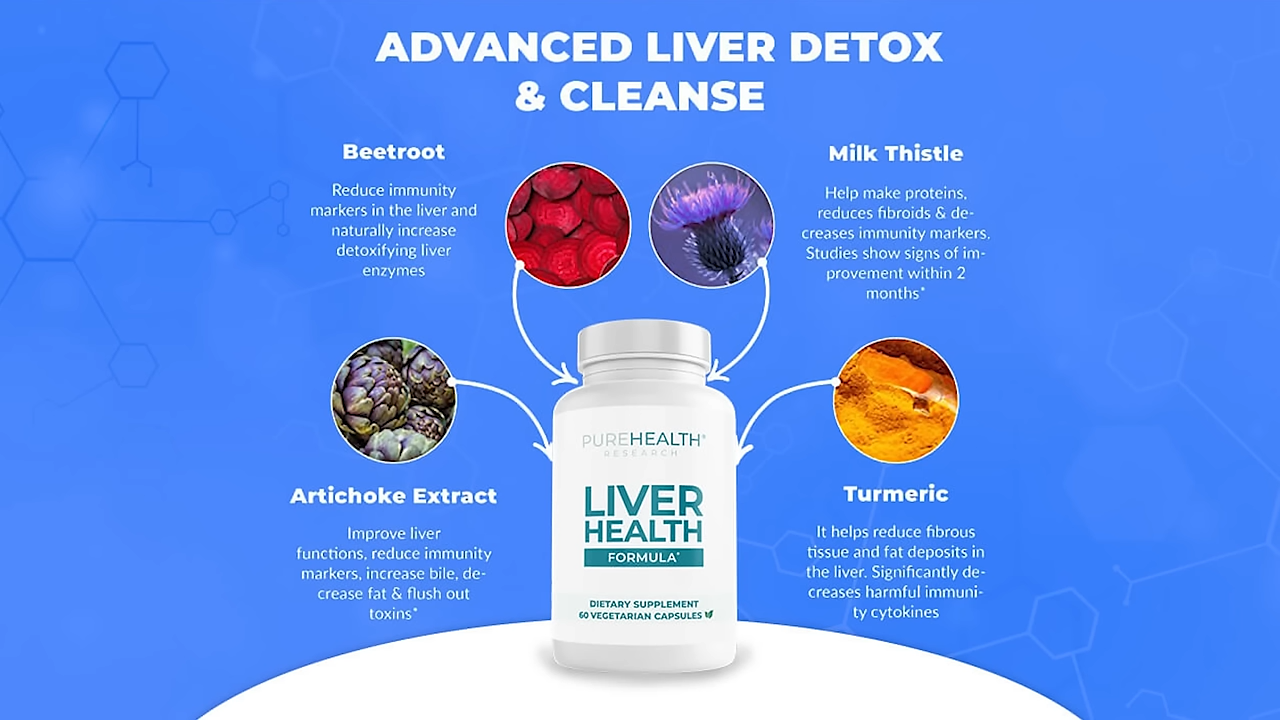 ADVANCED LIVER DETOX
& CLEANSE
Beetroot
Reduce immunity
markers in the liver and
naturally increase
detoxifying liver
enzymes
Milk Thistle
Help make proteins,
reduces fibroids & de-
creases immunity markers.
Studies show signs of im-
provement within 2
months*
Artichoke Extract
Improve liver
functions, reduce immunity
markers, increase bile, de-
crease fat & flush out
toxins*
Turmeric
It helps reduce fibrous
tissue and fat deposits in
the liver. Significantly de-
creases harmful immuni-
ty cytokines
PUREHEALTH®
RESEARCH
LIVER
HEALTH
FORMULA*
DIETARY SUPPLEMENT
60 VEGETARIAN CAPSULES